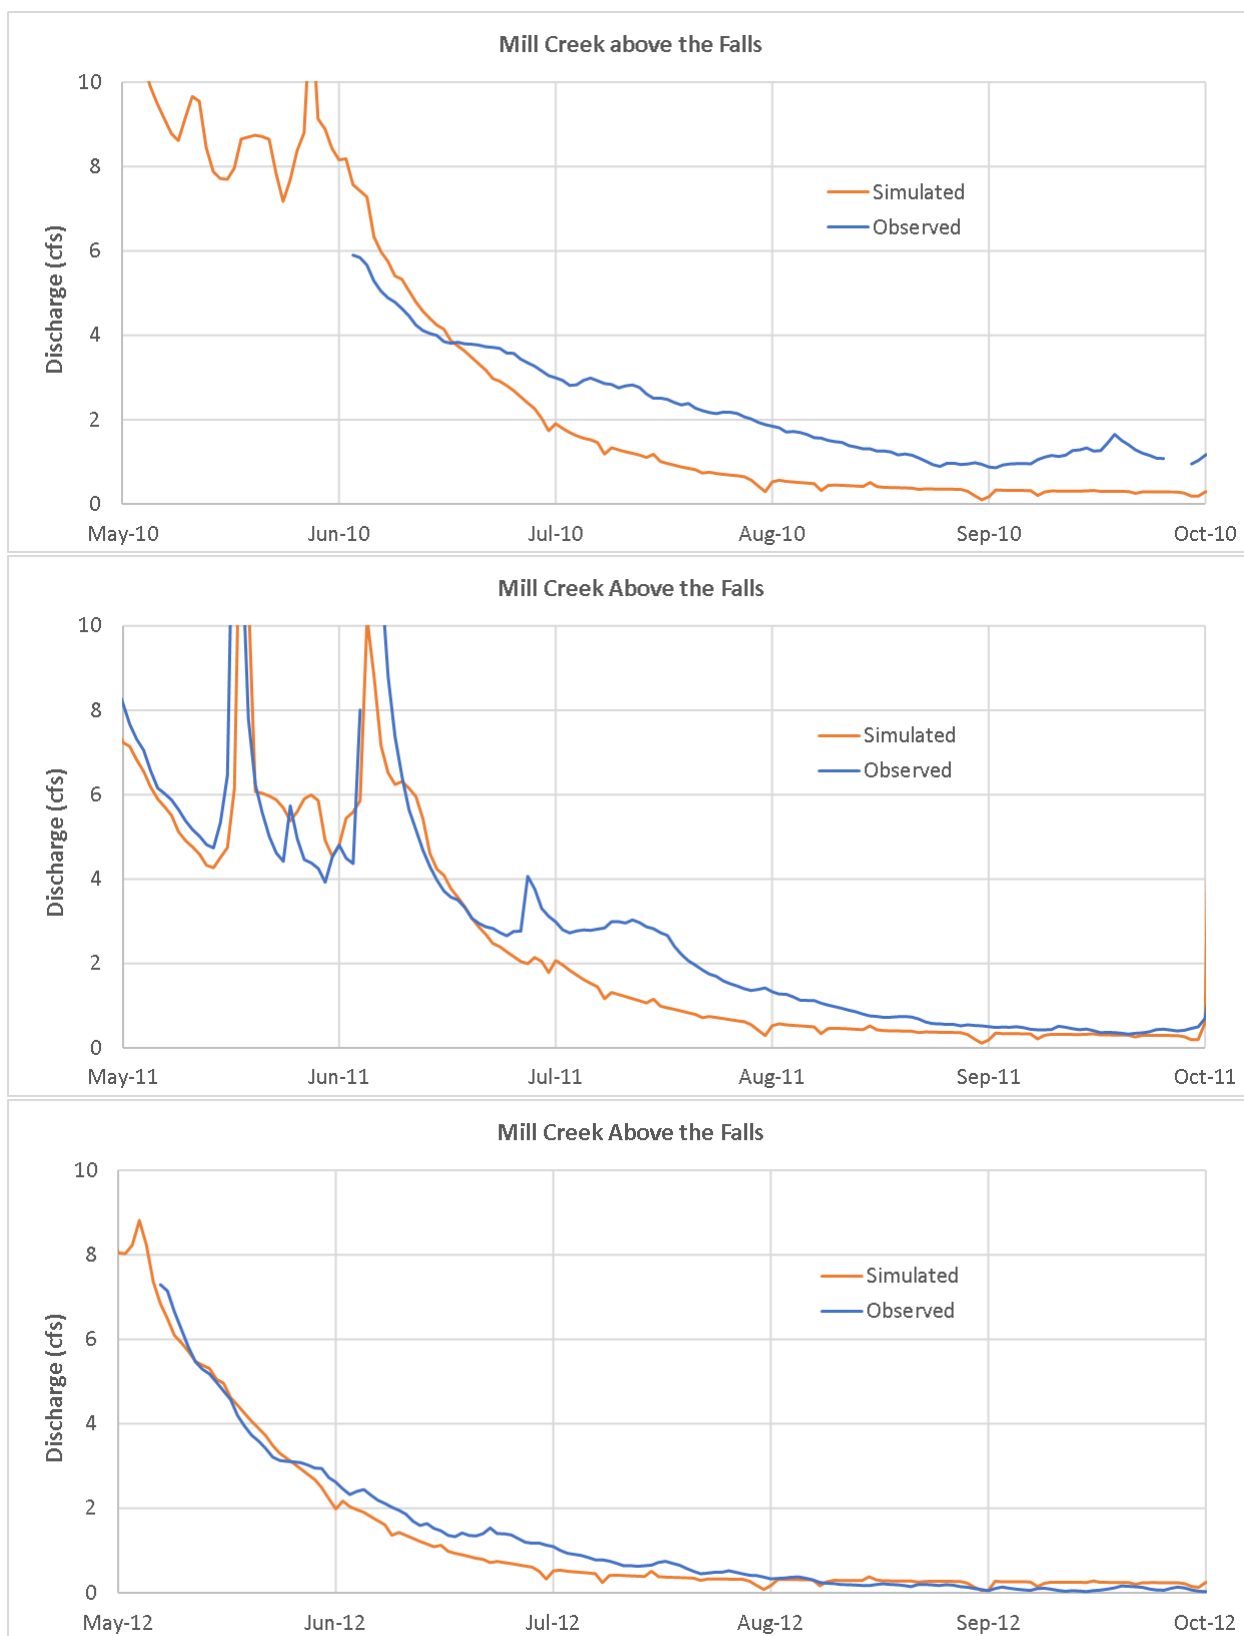 Mill Creek above the Falls
10
8
6
4
2
0
Discharge (cfs)
Simulated
Observed
May-10 Jun-10 Jul-10 Aug-10 Sep-10 Oct-10
Mill Creek Above the Falls
10
8
6
4
2
0
Discharge (cfs)
Simulated
Observed
May-11 Jun-11 Jul-11 Aug-11 Sep-11 Oct-11
Mill Creek Above the Falls
10
8
6
4
2
0
Discharge (cfs)
Simulated
Observed
May-12 Jun-12 Jul-12 Aug-12 Sep-12 Oct-12